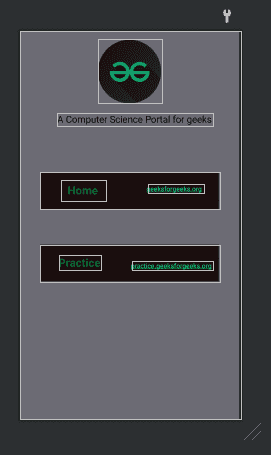 A Computer Science Portal for geeks
Home
geeksforgeeks.org
Practice
practice.geeksforgeeks.org